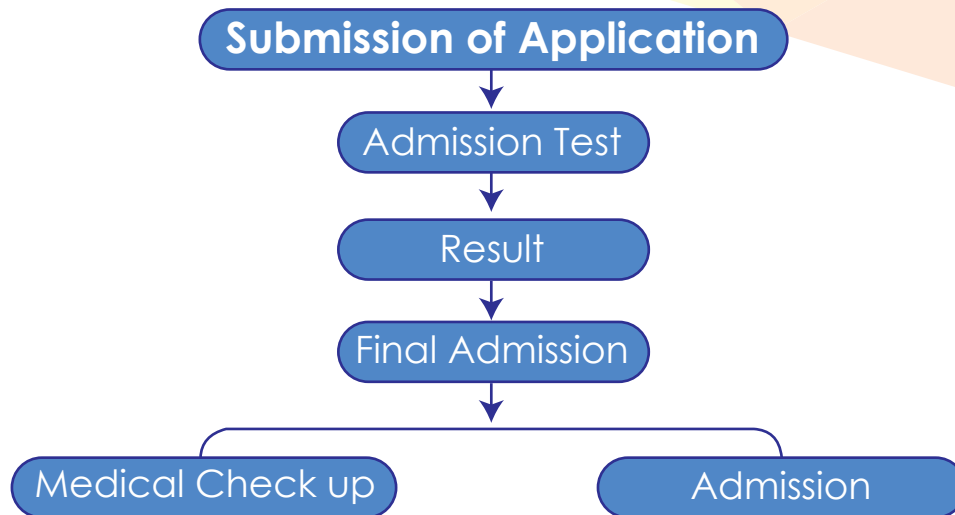 Submission of Application
Admission Test
Result
Final Admission
Medical Check up
Admission